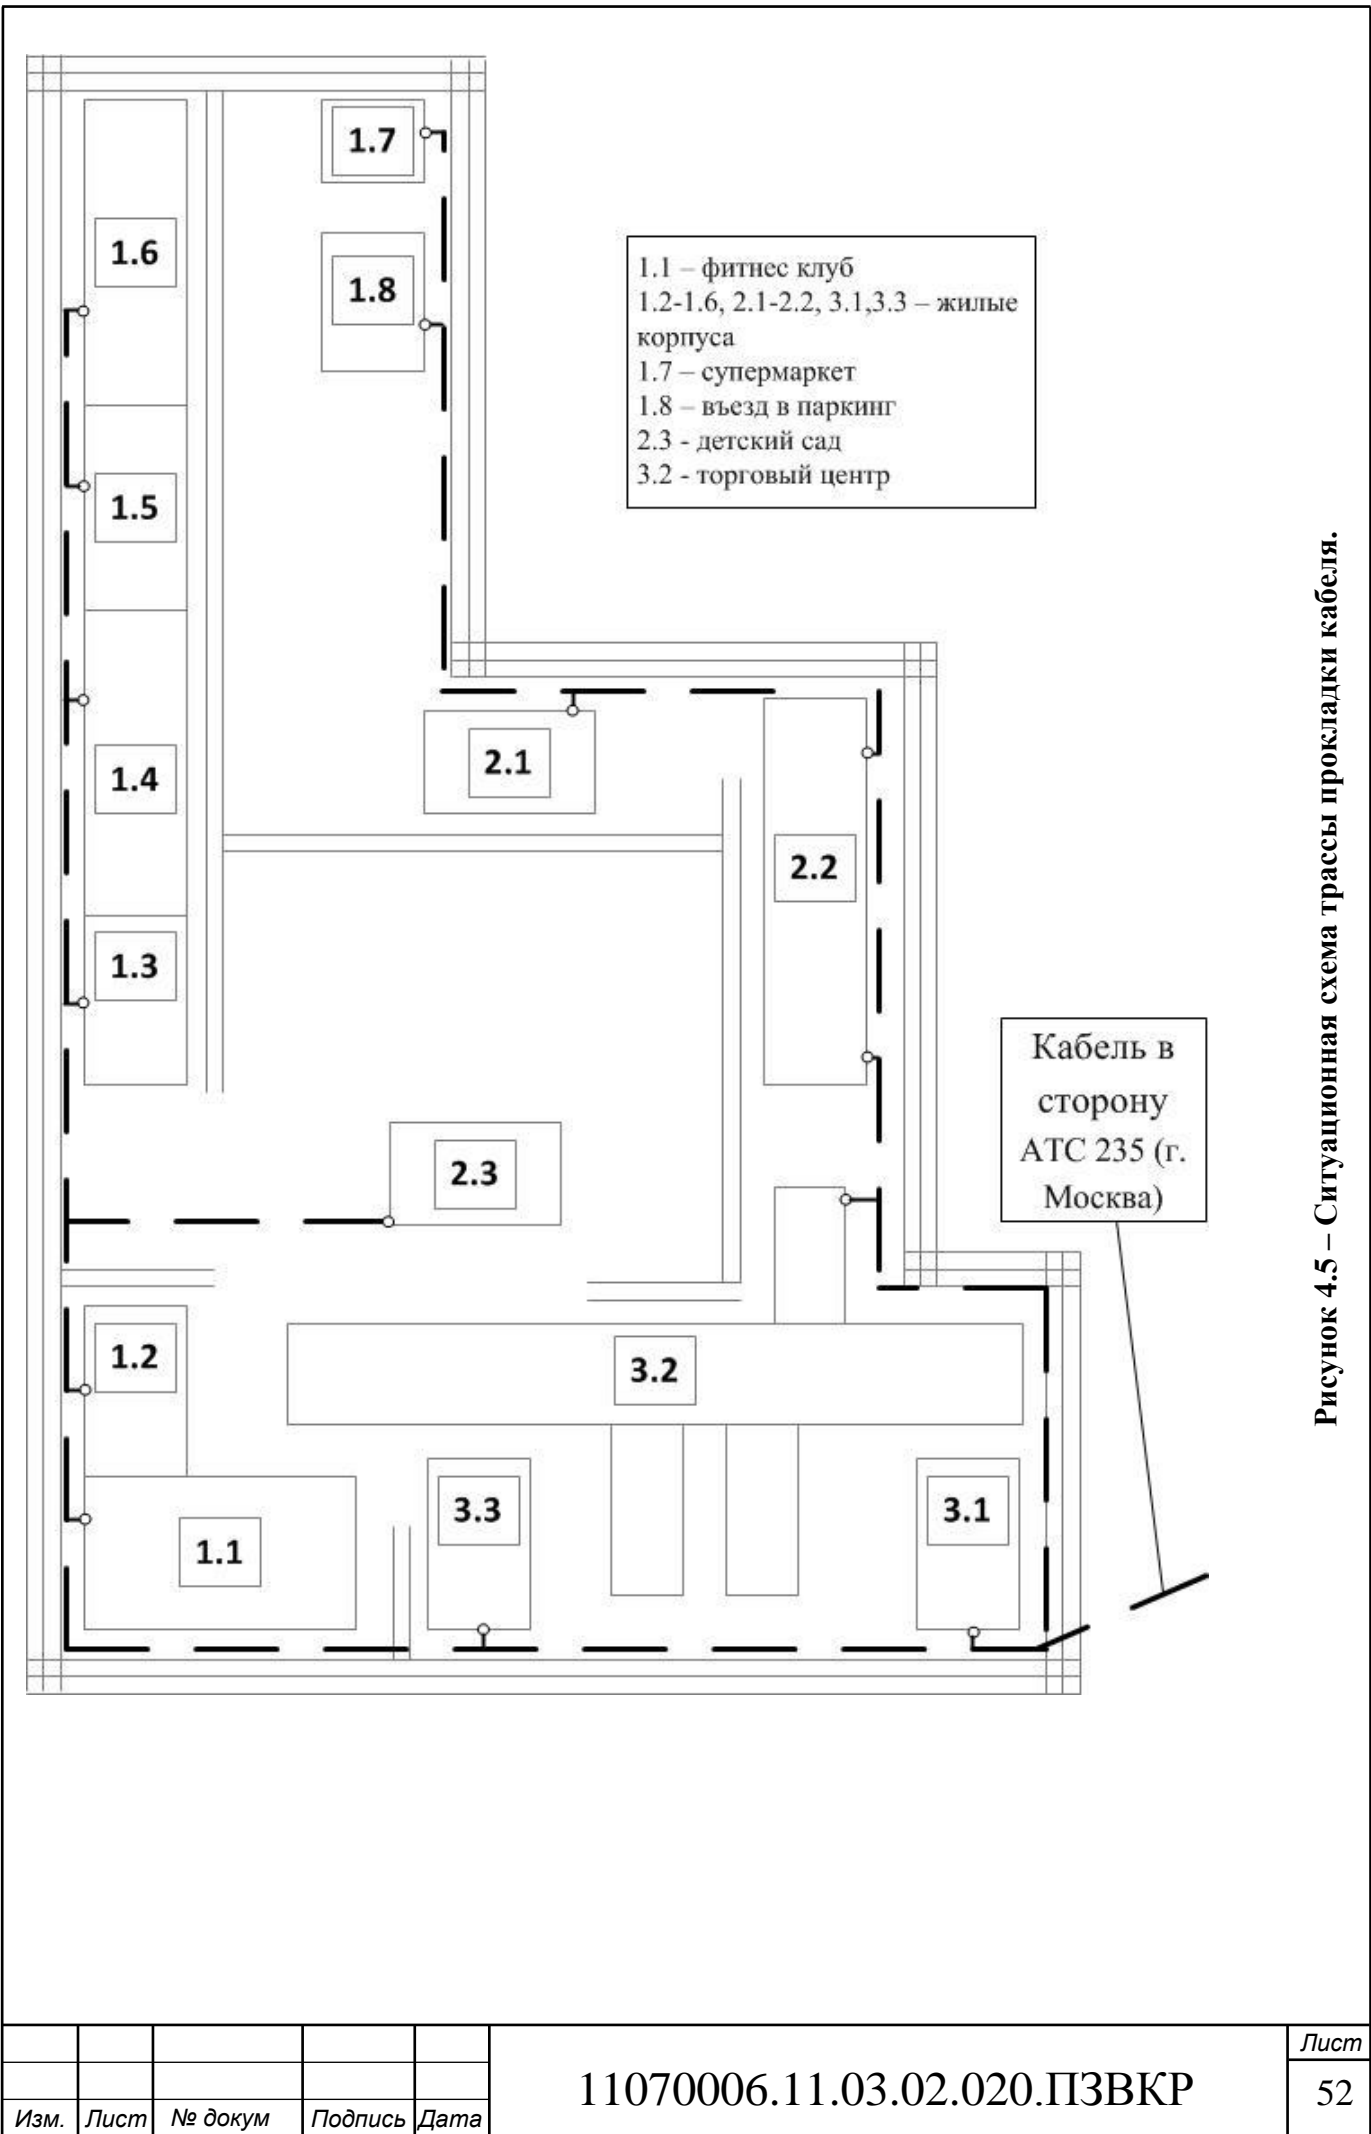 1.7
1.6
1.8
1.1 – фитнес клуб
1.2-1.6, 2.1-2.2, 3.1,3.3 – жилые
корпуса
1.7 – супермаркет
1.8 – въезд в паркинг
2.3 - детский сад
3.2 - торговый центр
1.5
2.1
1.4
2.2
1.3
Кабель в
сторону
АТС 235 (г.
Москва)
2.3
1.2
3.2
3.3
3.1
1.1
Рисунок 4.5 – Ситуационная схема трассы прокладки кабеля.
11070006.11.03.02.020.ПЗВКР
Лист
52
Изм. Лист № докум Подпись Дата